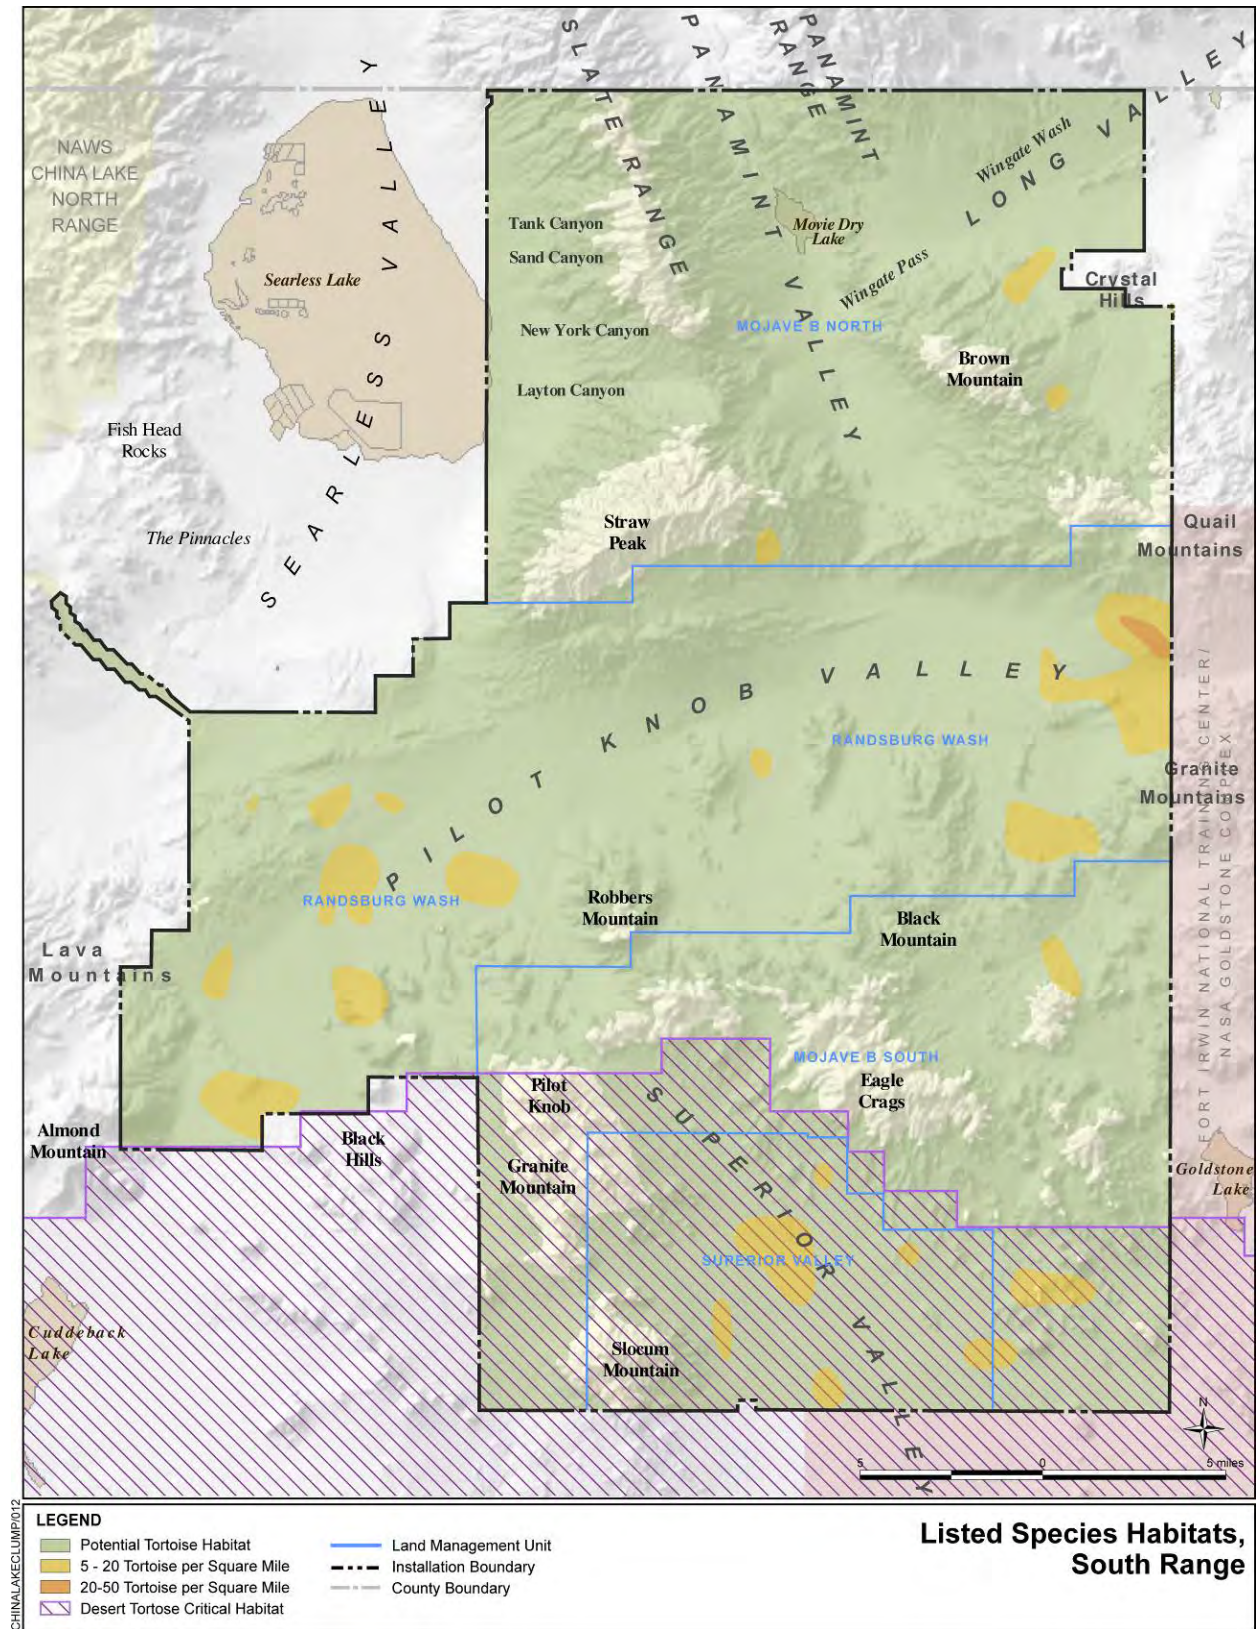 SLATE RANGE
PANAMINT VALLEY
PANAMINT
RANGE
LONG VALLEY
SEARLESS VALLEY
NAWS
CHINA LAKE
NORTH
RANGE
Wingate Wash
Tank Canyon
Movie Dry
Lake
Sand Canyon
Searless Lake
Wingate Pass
Crystal
Hills
New York Canyon
MOJAVE B NORTH
Brown
Mountain
Layton Canyon
Fish Head
Rocks
Straw
Peak
Quail
Mountains
The Pinnacles
PILOT KNOB VALLEY
RANDSBURG WASH
Granite
Mountains
FORT IRWIN NATIONAL TRAINING CENTER/
NASA GOLDSTONE COMPLEX
RANDSBURG WASH
Robbers
Mountain
Black
Mountain
Lava
Mountains
MOJAVE B SOUTH
Pilot
Knob
Eagle
Crags
SUPERIOR VALLEY
Almond
Mountain
Black
Hills
Granite
Mountain
Goldstone
Lake
SUPERIOR VALLEY
Cuddeback
Lake
Slocum
Mountain
N
5 0 5 miles
CHINALAKECLUMP/012
LEGEND
Potential Tortoise Habitat
5 - 20 Tortoise per Square Mile
20-50 Tortoise per Square Mile
Desert Tortose Critical Habitat
Land Management Unit
Installation Boundary
County Boundary
Listed Species Habitats,
South Range